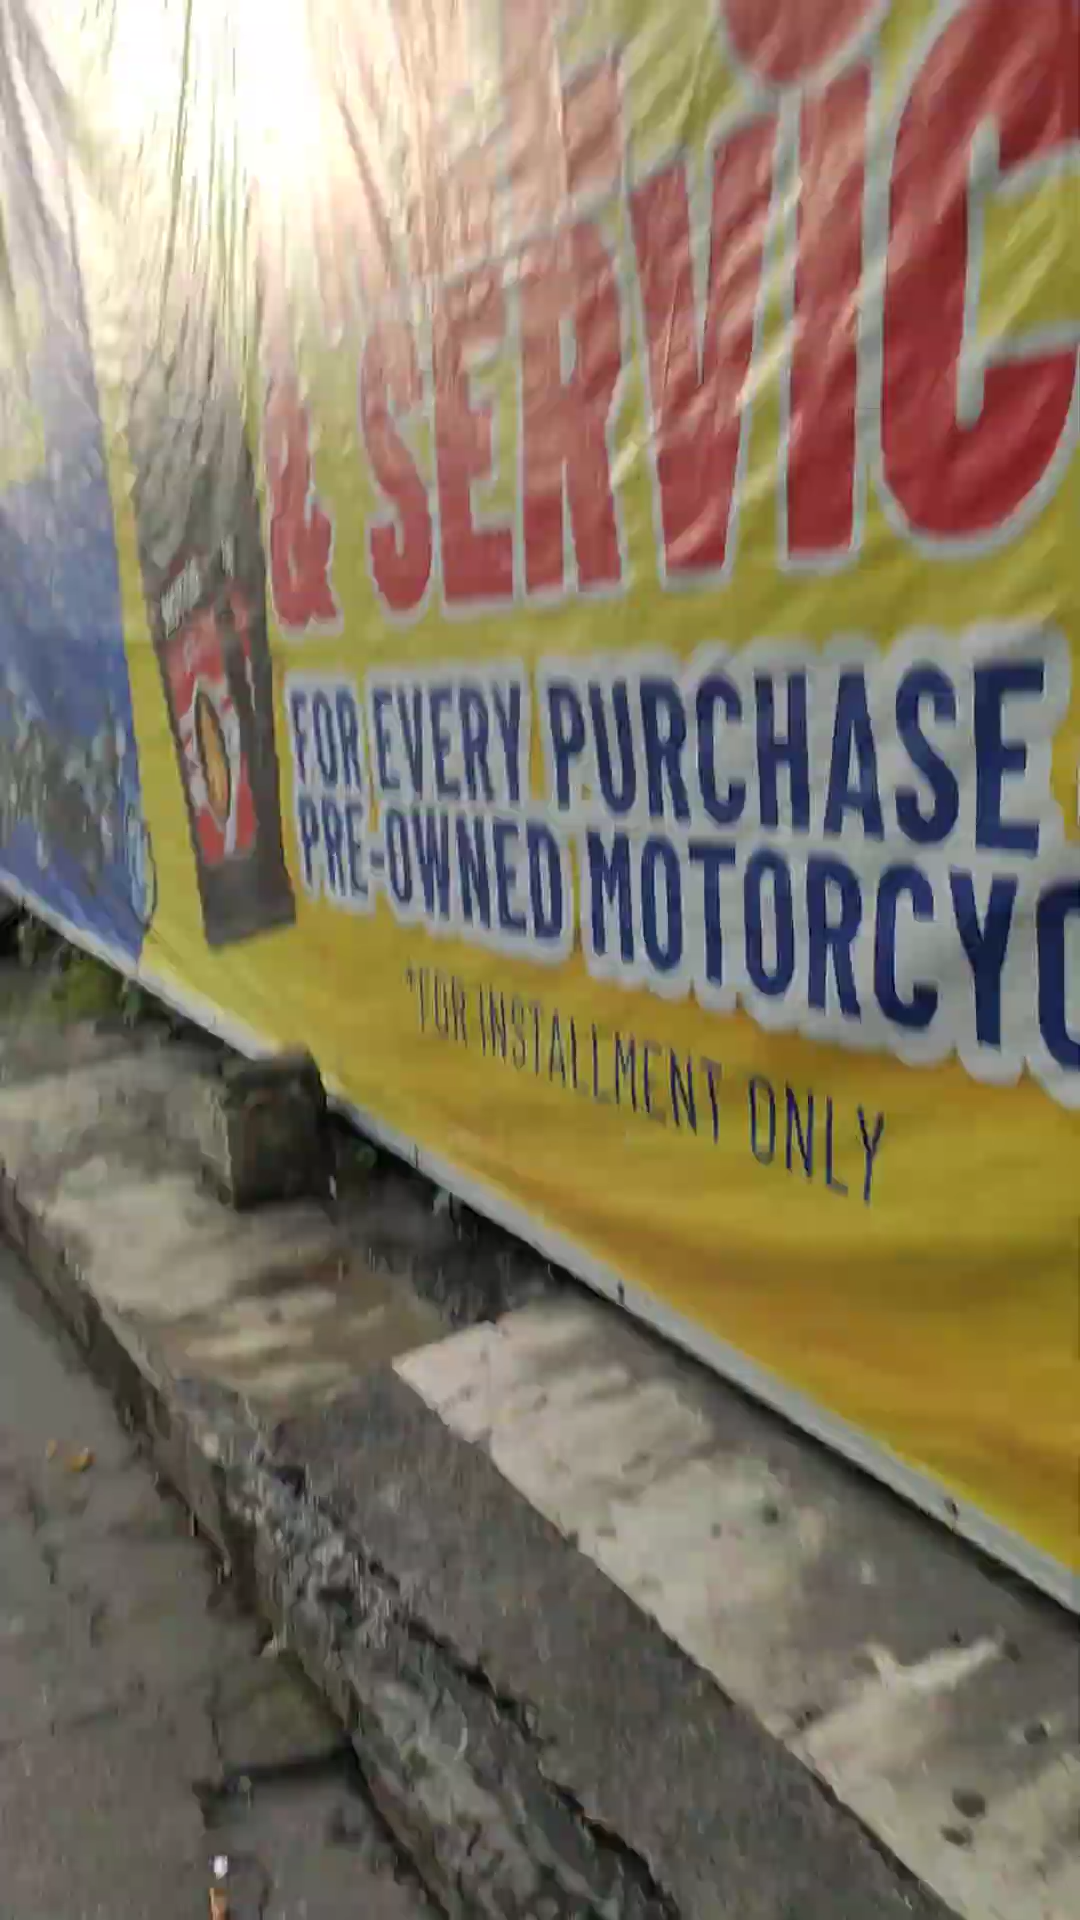 & SERViC
FOR EVERY PURCHASE
PRE-OWNED MOTORCYC
*FOR INSTALLMENT ONLY